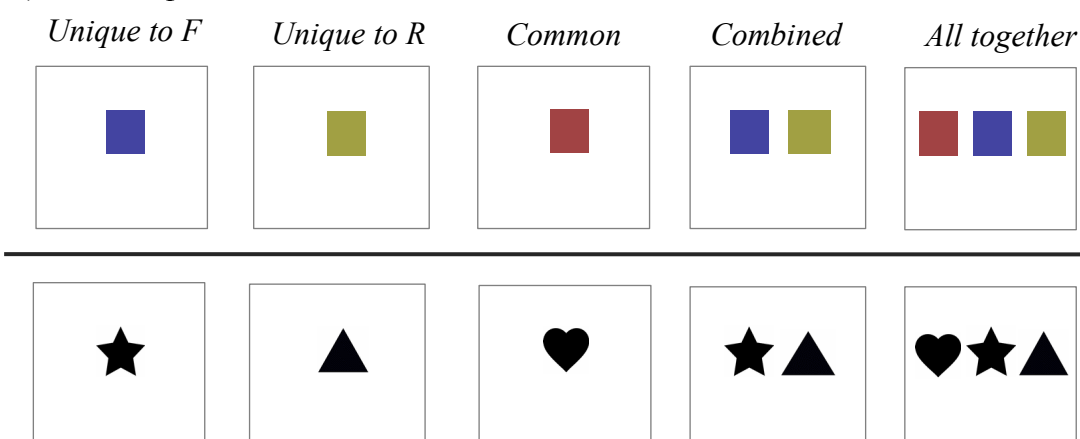 Unique to F
Unique to R
Common
Combined
All together